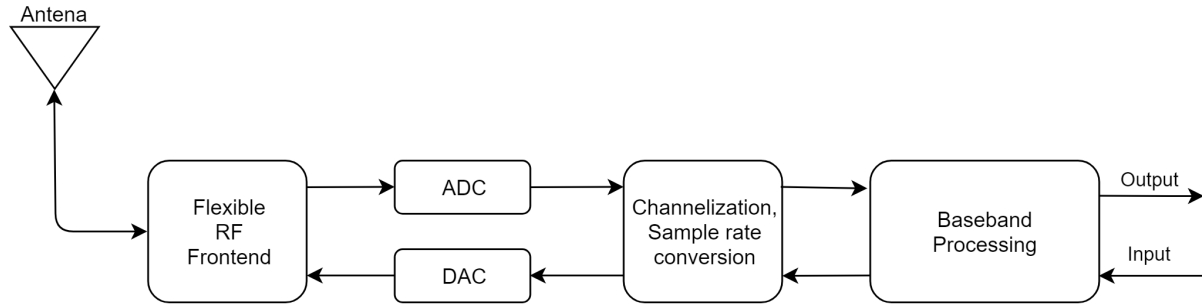 Antena
Flexible
RF
Frontend
ADC
DAC
Channelization,
Sample rate
conversion
Baseband
Processing
Output
Input